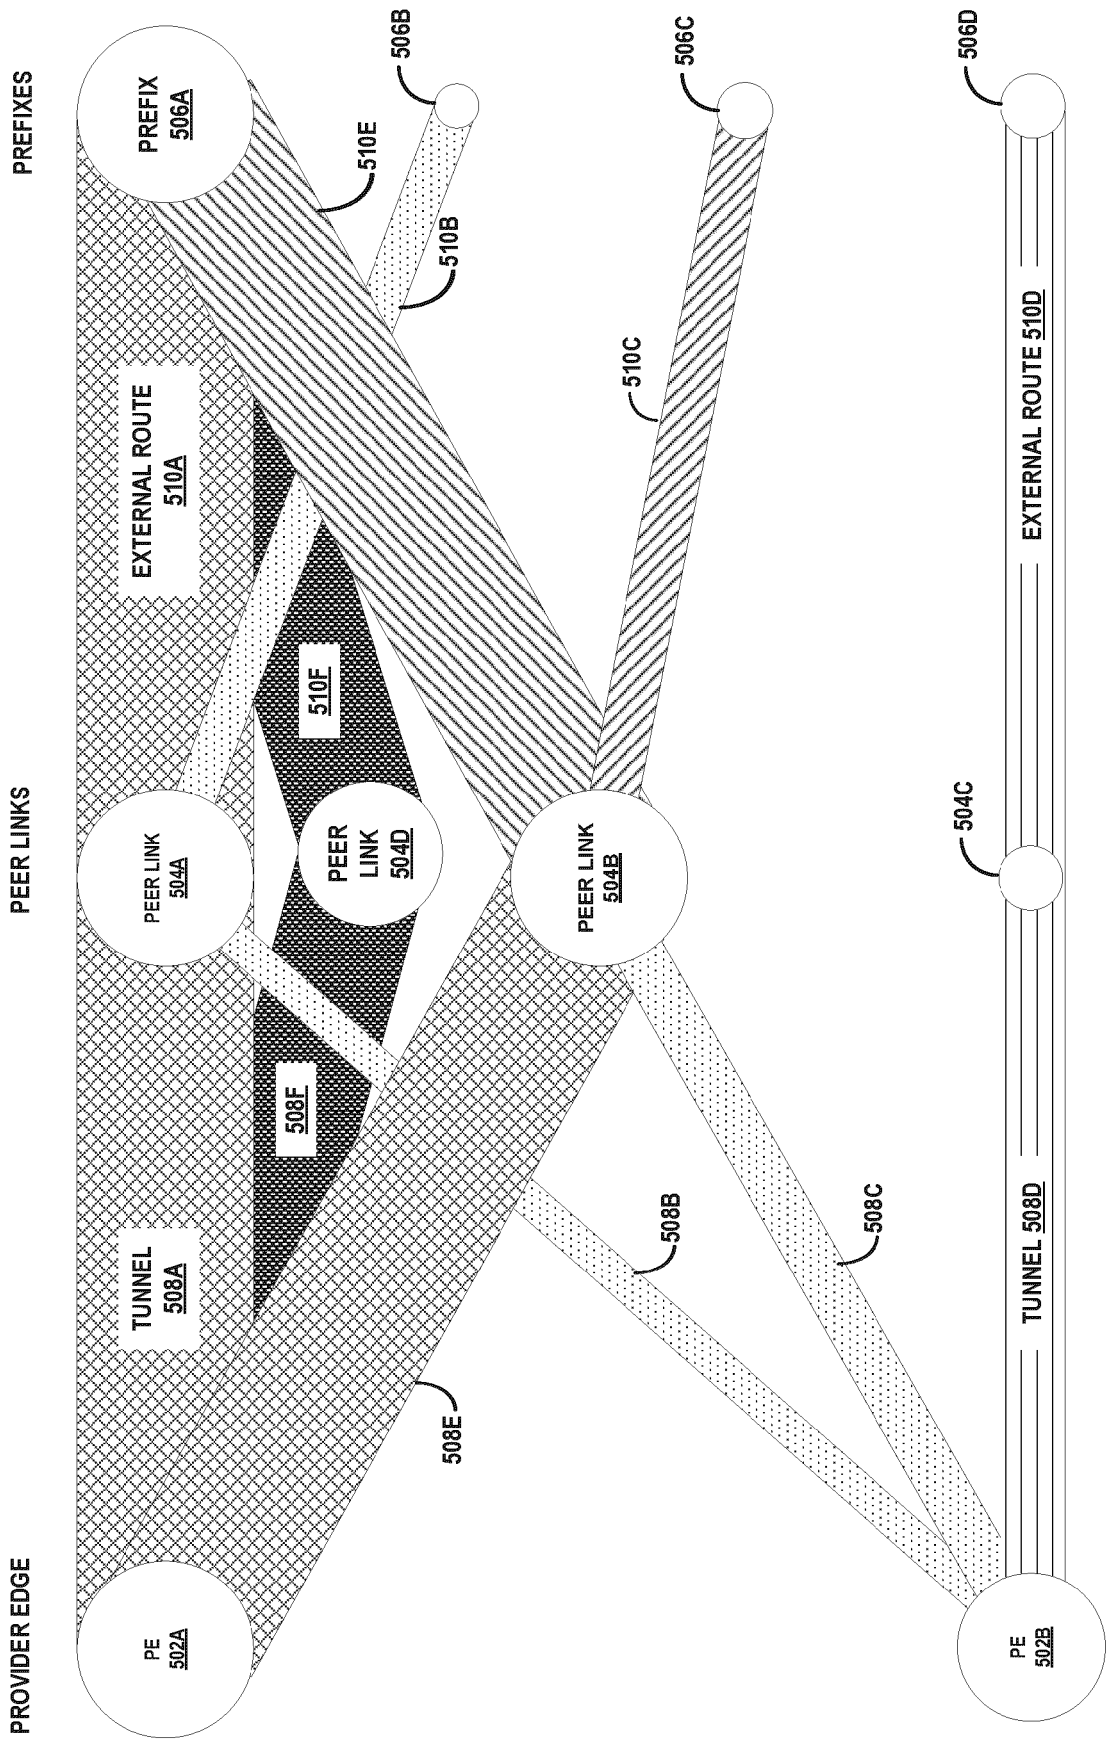 PROVIDER EDGE
PEER LINKS
PREFIXES
PE
502A
TUNNEL
508A
PEER LINK
504A
EXTERNAL ROUTE
510A
PREFIX
506A
508F
510F
PEER
LINK
504D
510E
506B
510B
508E
PEER LINK
504B
510C
506C
508B
508C
504C
506D
PE
502B
TUNNEL 508D
EXTERNAL ROUTE 510D